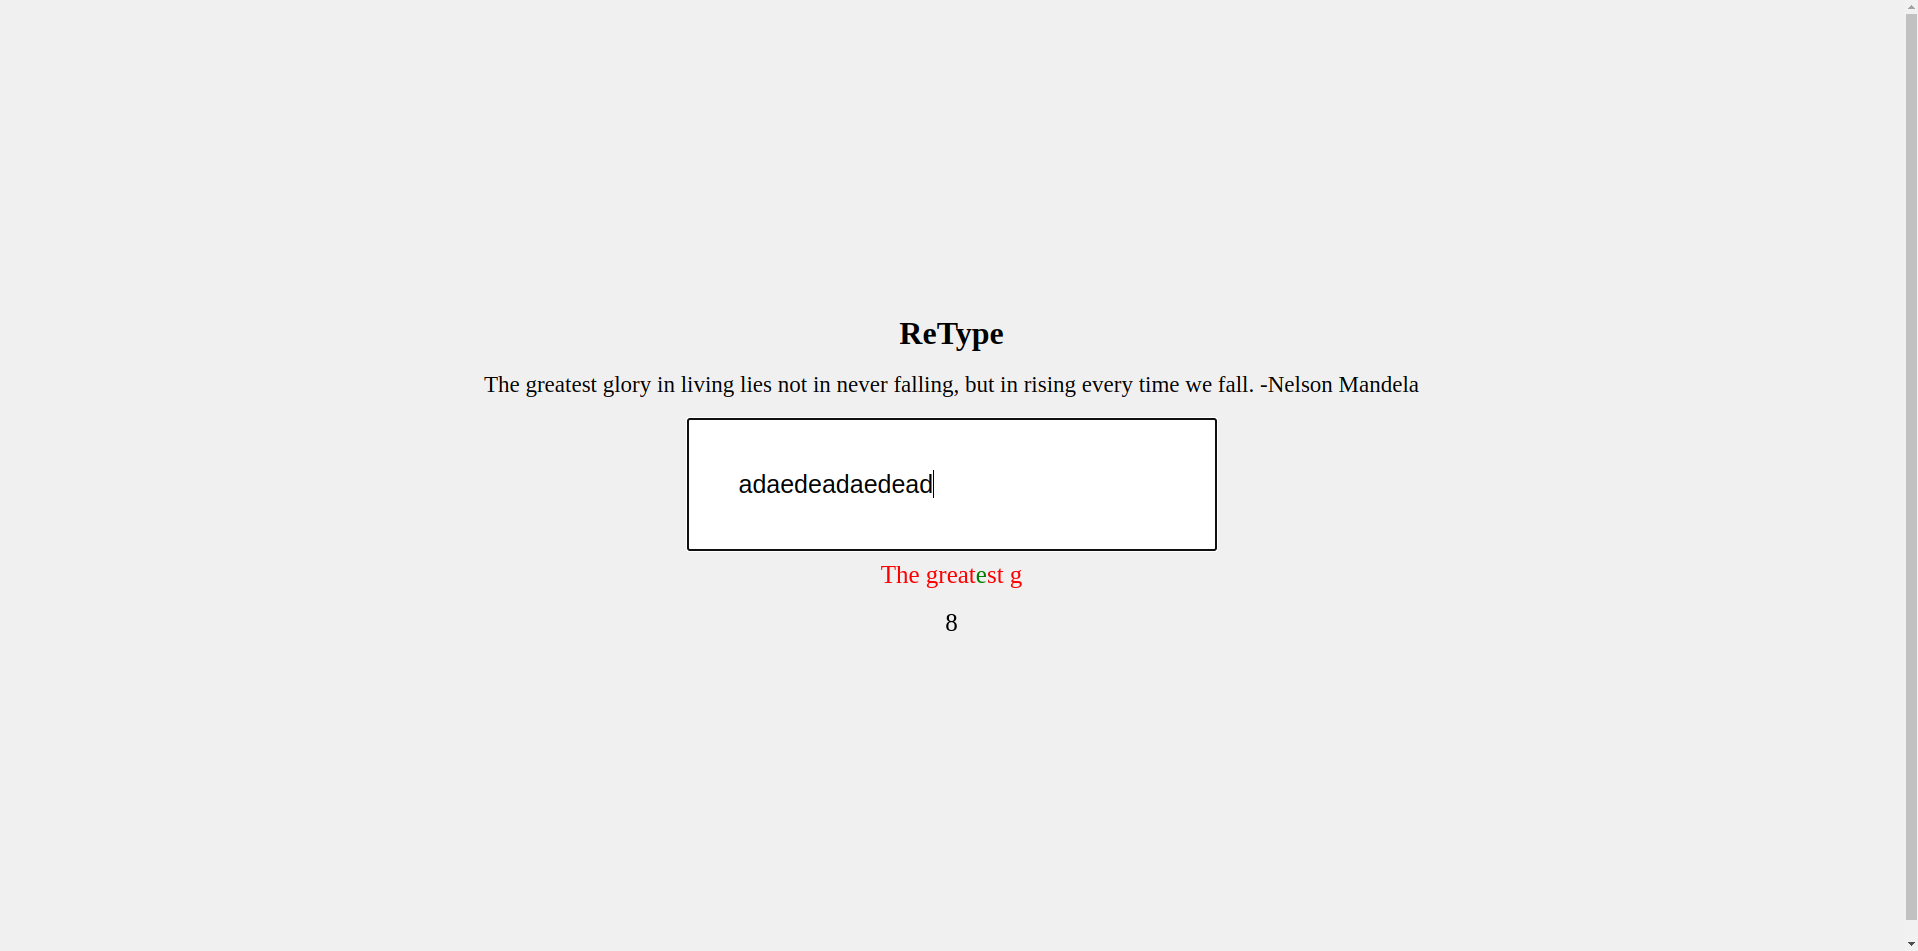 ReType
The greatest glory in living lies not in never falling, but in rising every time we fall. -Nelson Mandela
adaedeadaedead
The greatest g
8